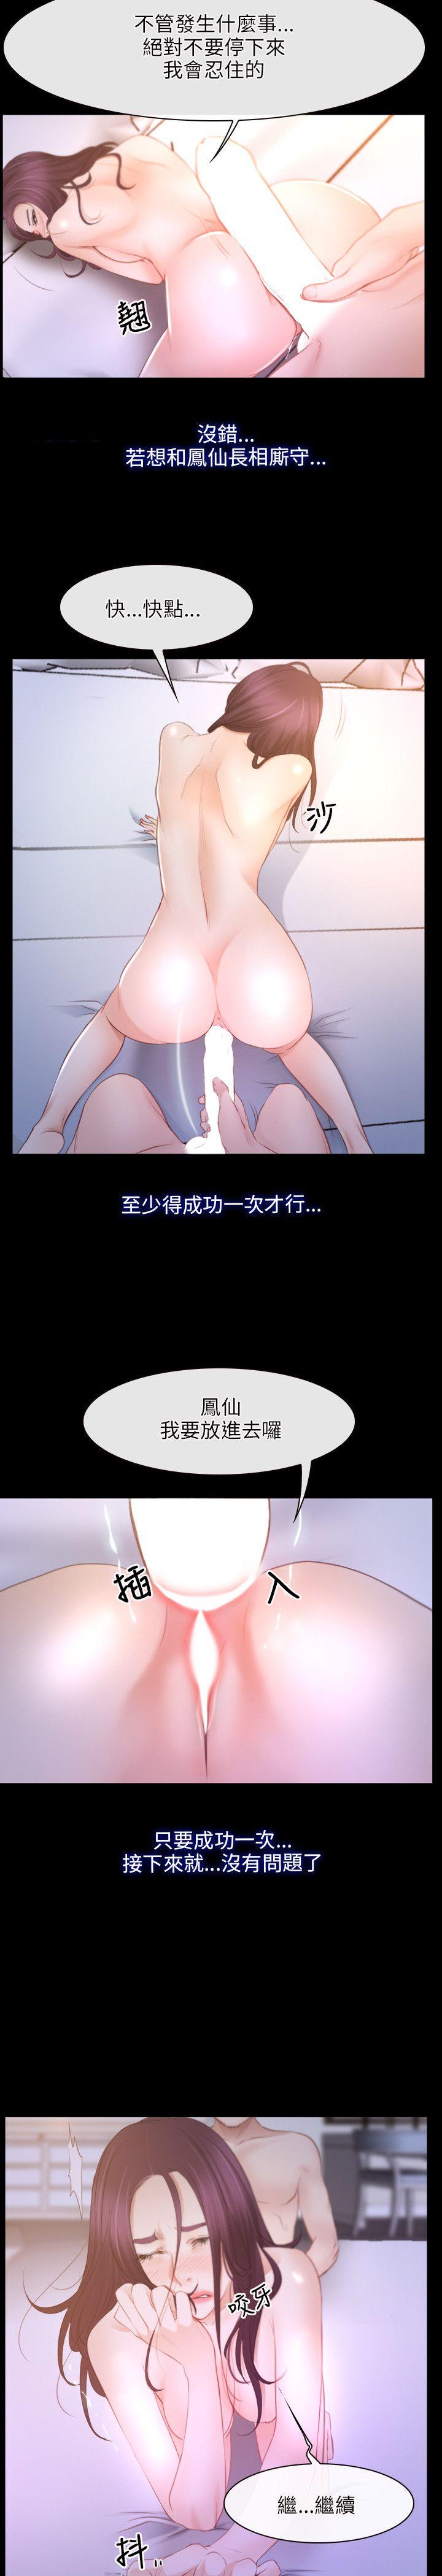 不管發生什麼事...
絕對不要停下來
我會忍住的
翹
沒錯...
若想和鳳仙長相廝守...
快...快點...
沙
至少得成功一次才行...
鳳仙
我要放進去囉
插
入
只要成功一次...
接下來就...沒有問題了
咬牙
繼...繼續
抖